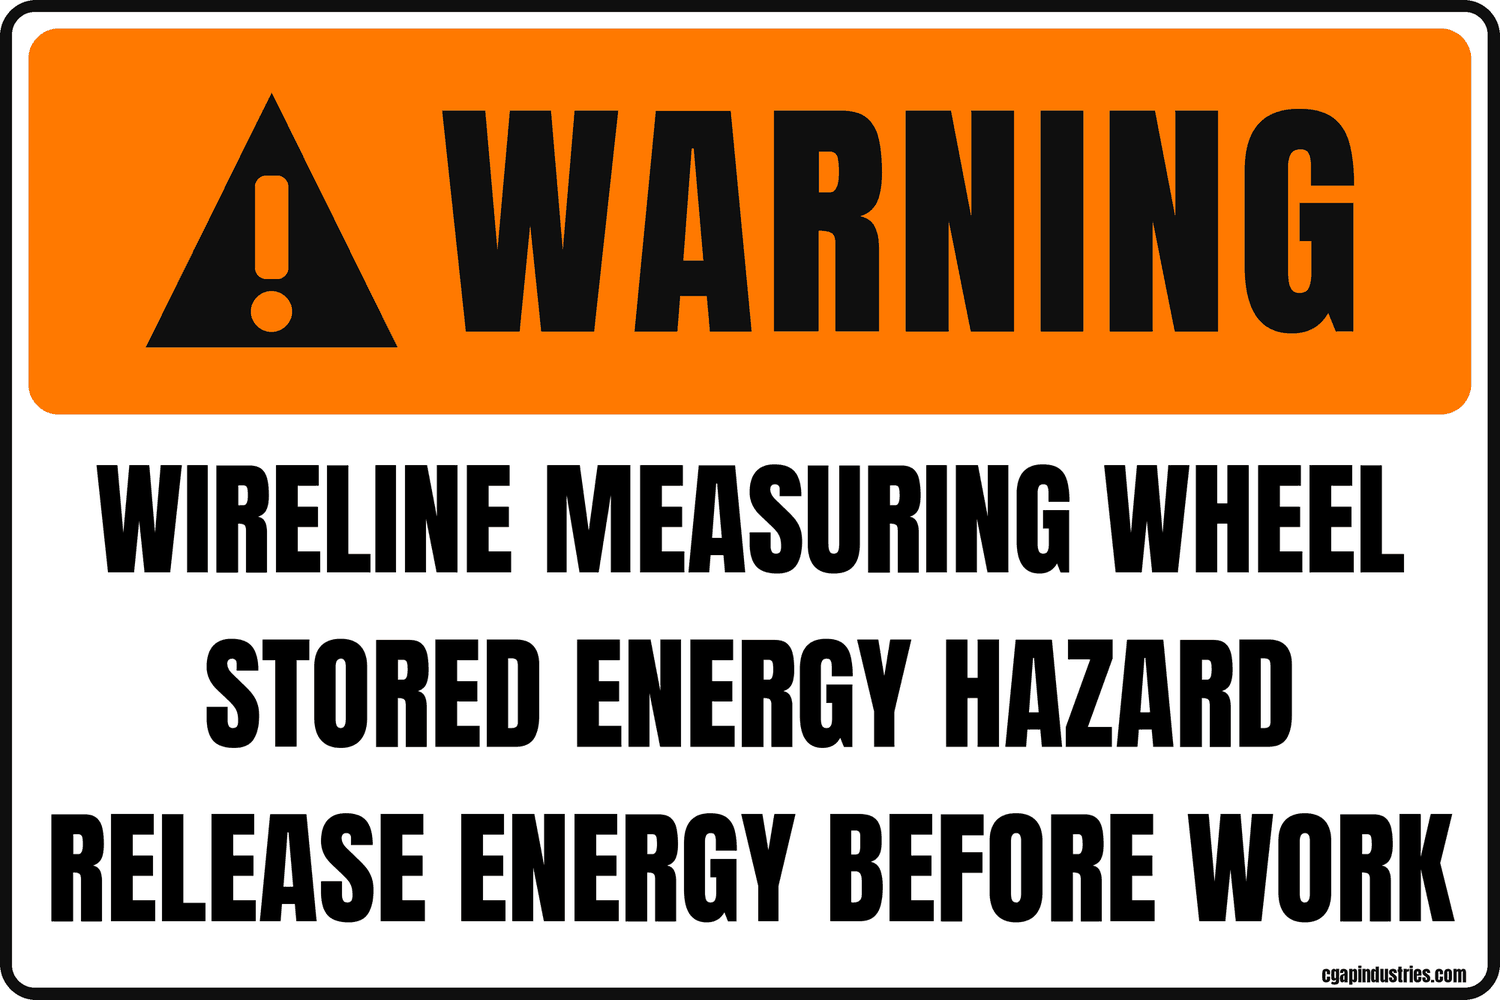 WARNING
WIRELINE MEASURING WHEEL
STORED ENERGY HAZARD
RELEASE ENERGY BEFORE WORK
cgapindustries.com